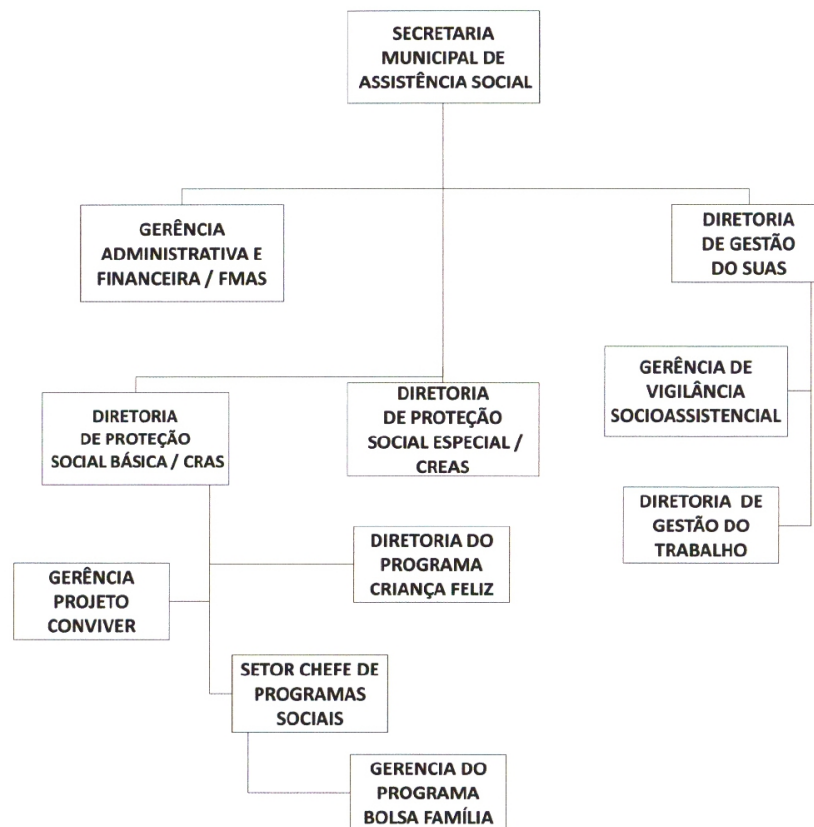 SECRETARIA
MUNICIPAL DE
ASSISTÊNCIA SOCIAL
GERÊNCIA
ADMINISTRATIVA E
FINANCEIRA / FMAS
DIRETORIA
DE GESTÃO
DO SUAS
GERÊNCIA DE
VIGILÂNCIA
SOCIOASSISTENCIAL
DIRETORIA DE
GESTÃO DO
TRABALHO
DIRETORIA
DE PROTEÇÃO
SOCIAL BÁSICA / CRAS
DIRETORIA
DE PROTEÇÃO
SOCIAL ESPECIAL /
CREAS
DIRETORIA DO
PROGRAMA
CRIANÇA FELIZ
GERÊNCIA
PROJETO
CONVIVER
SETOR CHEFE DE
PROGRAMAS
SOCIAIS
GERENCIA DO
PROGRAMA
BOLSA FAMÍLIA